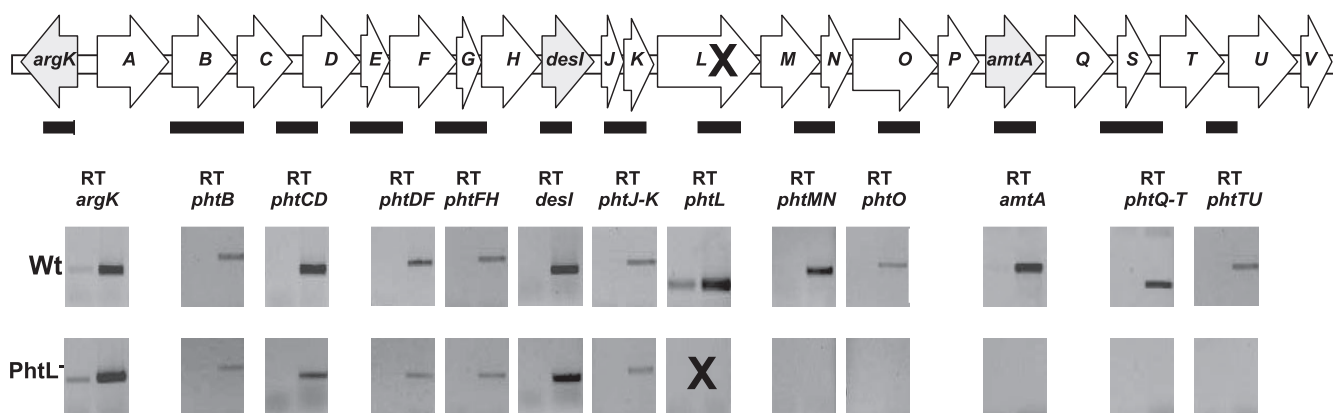 argK A B C D E F G H desI J K L X M N O P amtA Q S T U V
RT RT RT RT RT RT RT RT RT RT RT RT RT
argK phtB phtCD phtDF phtFH desI phtJ-K phtL phtMN phtO amtA phtQ-T phtTU
Wt
PhtL- X